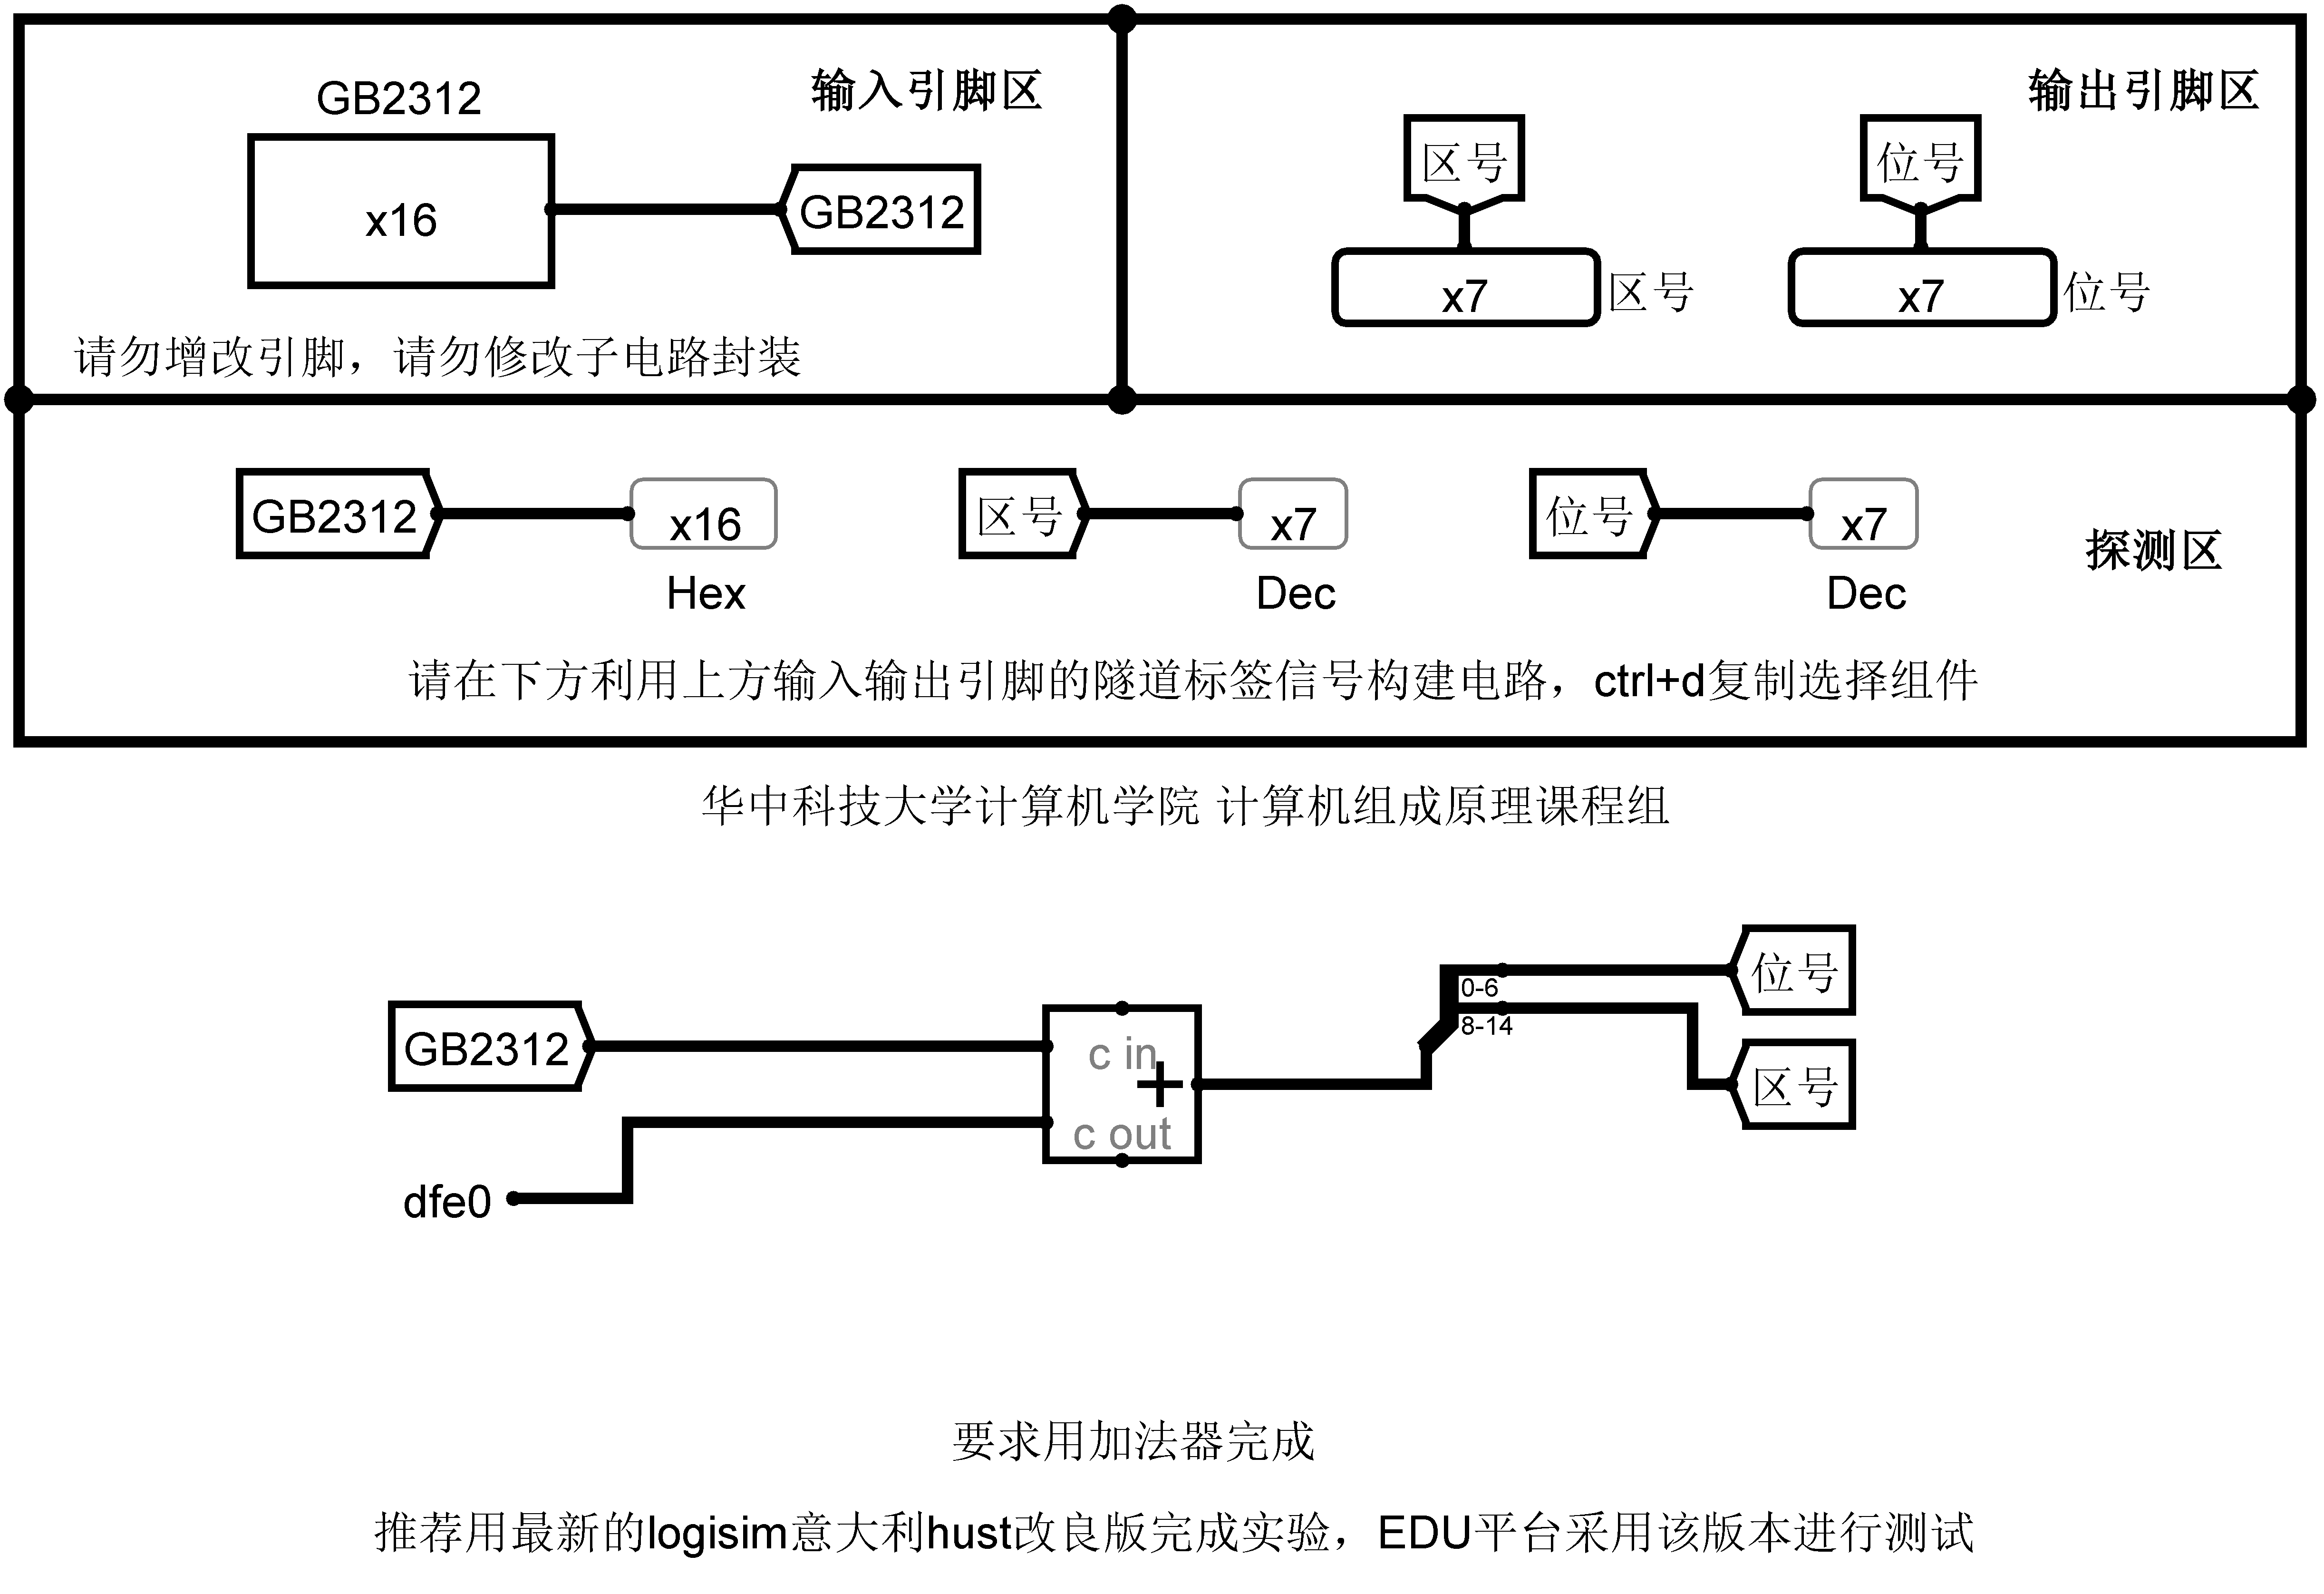 GB2312
输入引脚区
x16
GB2312
请勿增改引脚，请勿修改子电路封装
输出引脚区
区号
位号
x7
区号
x7
位号
GB2312
x16
Hex
区号
x7
Dec
位号
x7
Dec
探测区
请在下方利用上方输入输出引脚的隧道标签信号构建电路，ctrl+d复制选择组件
华中科技大学计算机学院 计算机组成原理课程组
GB2312
dfe0
c in
+
c out
0-6
8-14
位号
区号
要求用加法器完成
推荐用最新的logisim意大利hust改良版完成实验，EDU平台采用该版本进行测试